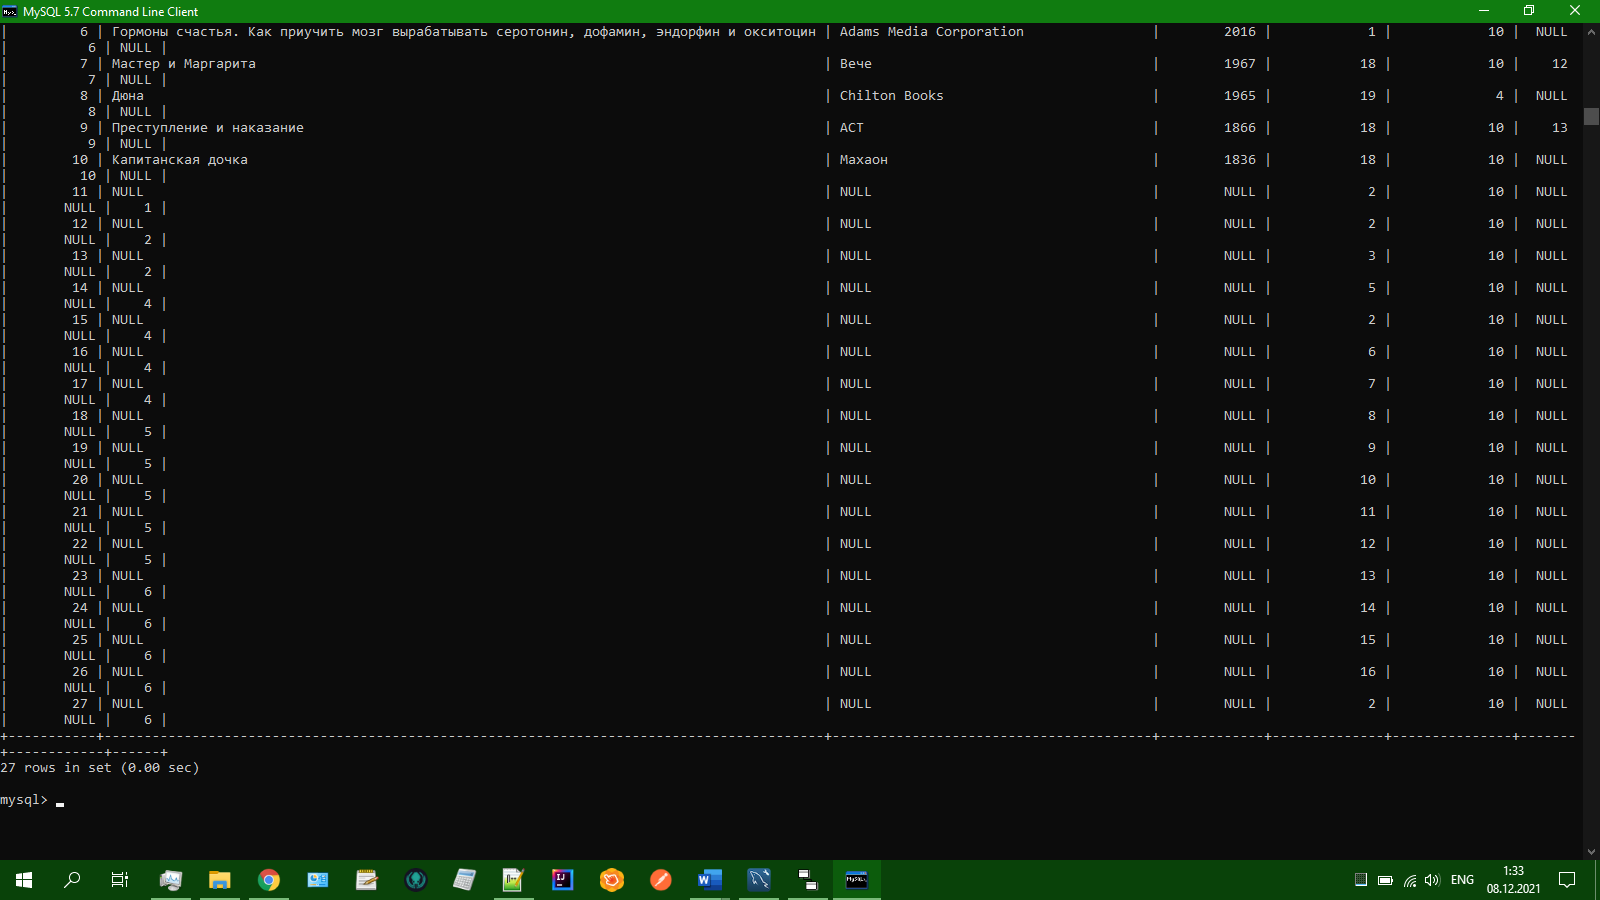 MySQL 5.7 Command Line Client
|         6 | Гормоны счастья. Как приучить мозг вырабатывать серотонин, дофамин, эндорфин и окситоцин | Adams Media Corporation                |        2016 |            1 |            10 |  NULL
|          6 | NULL |
|         7 | Мастер и Маргарита                                                                       | Вече                                   |        1967 |           18 |            10 |    12
|          7 | NULL |
|         8 | Дюна                                                                                     | Chilton Books                          |        1965 |           19 |             4 |  NULL
|          8 | NULL |
|         9 | Преступление и наказание                                                                 | АСТ                                    |        1866 |           18 |            10 |    13
|          9 | NULL |
|        10 | Капитанская дочка                                                                        | Махаон                                 |        1836 |           18 |            10 |  NULL
|         10 | NULL |
|        11 | NULL                                                                                     | NULL                                   |        NULL |            2 |            10 |  NULL
|       NULL |    1 |
|        12 | NULL                                                                                     | NULL                                   |        NULL |            2 |            10 |  NULL
|       NULL |    2 |
|        13 | NULL                                                                                     | NULL                                   |        NULL |            3 |            10 |  NULL
|       NULL |    2 |
|        14 | NULL                                                                                     | NULL                                   |        NULL |            5 |            10 |  NULL
|       NULL |    4 |
|        15 | NULL                                                                                     | NULL                                   |        NULL |            2 |            10 |  NULL
|       NULL |    4 |
|        16 | NULL                                                                                     | NULL                                   |        NULL |            6 |            10 |  NULL
|       NULL |    4 |
|        17 | NULL                                                                                     | NULL                                   |        NULL |            7 |            10 |  NULL
|       NULL |    4 |
|        18 | NULL                                                                                     | NULL                                   |        NULL |            8 |            10 |  NULL
|       NULL |    5 |
|        19 | NULL                                                                                     | NULL                                   |        NULL |            9 |            10 |  NULL
|       NULL |    5 |
|        20 | NULL                                                                                     | NULL                                   |        NULL |           10 |            10 |  NULL
|       NULL |    5 |
|        21 | NULL                                                                                     | NULL                                   |        NULL |           11 |            10 |  NULL
|       NULL |    5 |
|        22 | NULL                                                                                     | NULL                                   |        NULL |           12 |            10 |  NULL
|       NULL |    5 |
|        23 | NULL                                                                                     | NULL                                   |        NULL |           13 |            10 |  NULL
|       NULL |    6 |
|        24 | NULL                                                                                     | NULL                                   |        NULL |           14 |            10 |  NULL
|       NULL |    6 |
|        25 | NULL                                                                                     | NULL                                   |        NULL |           15 |            10 |  NULL
|       NULL |    6 |
|        26 | NULL                                                                                     | NULL                                   |        NULL |           16 |            10 |  NULL
|       NULL |    6 |
|        27 | NULL                                                                                     | NULL                                   |        NULL |            2 |            10 |  NULL
|       NULL |    6 |
+-----------+------------------------------------------------------------------------------------------+----------------------------------------+-------------+--------------+---------------+-------
+------------+------+
27 rows in set (0.00 sec)
mysql>
ENG
1:33
08.12.2021